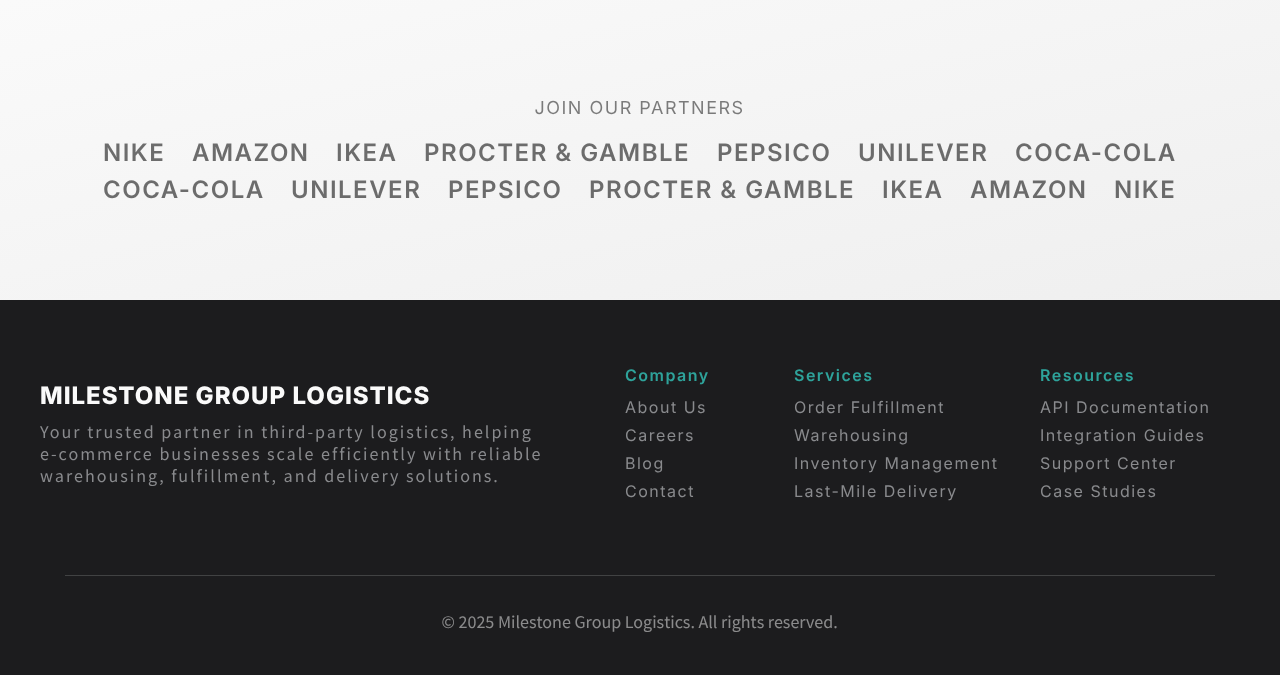 JOIN OUR PARTNERS
NIKE AMAZON IKEA PROCTER & GAMBLE PEPSICO UNILEVER COCA-COLA
COCA-COLA UNILEVER PEPSICO PROCTER & GAMBLE IKEA AMAZON NIKE
MILESTONE GROUP LOGISTICS
Your trusted partner in third-party logistics, helping
e-commerce businesses scale efficiently with reliable
warehousing, fulfillment, and delivery solutions.
Company
About Us
Careers
Blog
Contact
Services
Order Fulfillment
Warehousing
Inventory Management
Last-Mile Delivery
Resources
API Documentation
Integration Guides
Support Center
Case Studies
© 2025 Milestone Group Logistics. All rights reserved.